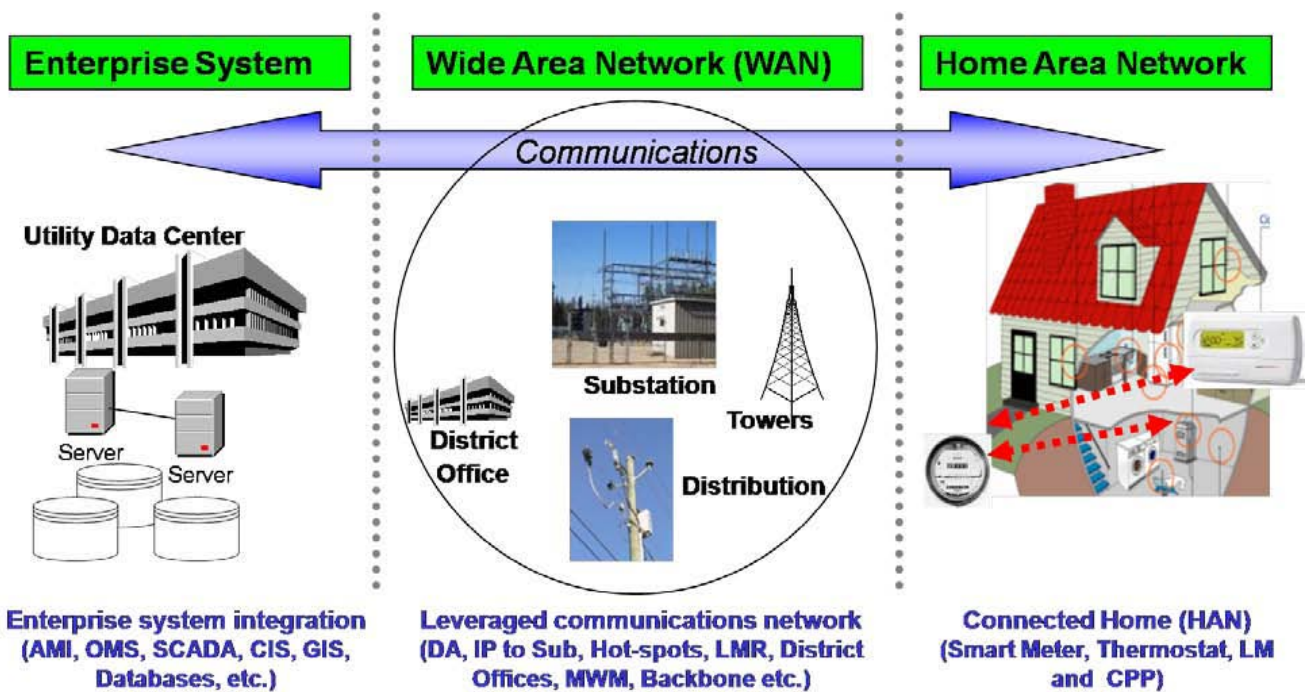 Enterprise System
Wide Area Network (WAN)
Home Area Network
Communications
Utility Data Center
Server
Server
Substation
Towers
District
Office
Distribution
Enterprise system integration
(AMI, OMS, SCADA, CIS, GIS,
Databases, etc.)
Leveraged communications network
(DA, IP to Sub, Hot-spots, LMR, District
Offices, MWM, Backbone etc.)
Connected Home (HAN)
(Smart Meter, Thermostat, LM
and CPP)